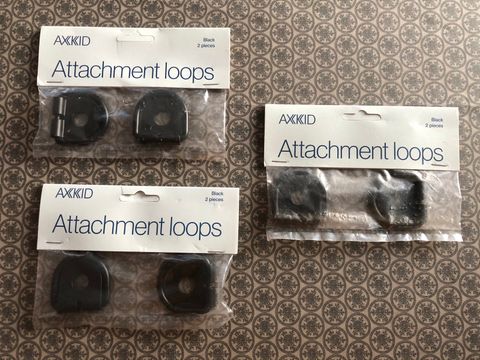 AXKID
Black
2 pieces
Attachment loops
AXKID
Black
2 pieces
Attachment loops
AXKID
Black
2 pieces
Attachment loops